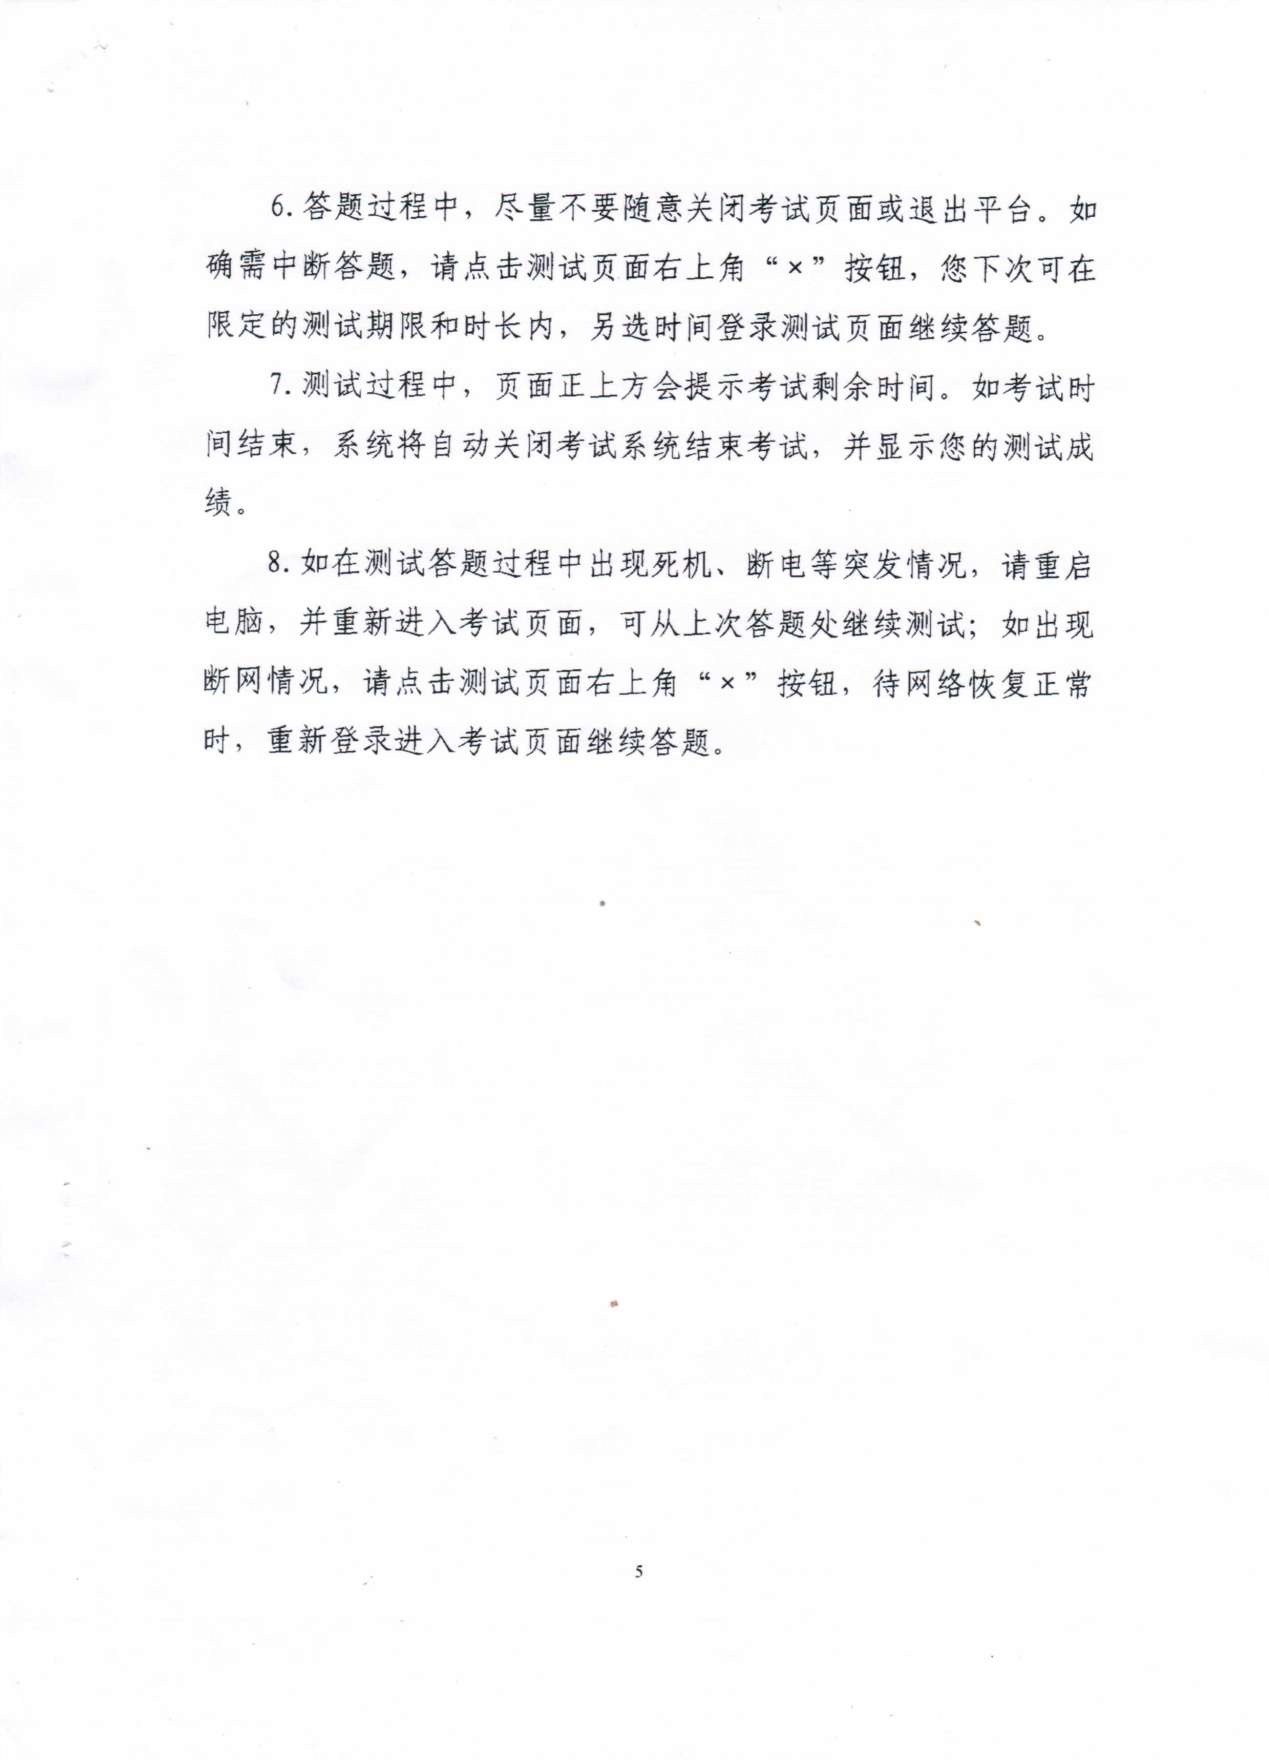 6. 答题过程中，尽量不要随意关闭考试页面或退出平台。如
确需中断答题，请点击测试页面右上角“×”按钮，您下次可在
限定的测试期限和时长内，另选时间登录测试页面继续答题。
7. 测试过程中，页面正上方会提示考试剩余时间。如考试时
间结束，系统将自动关闭考试系统结束考试，并显示您的测试成
绩。
8. 如在测试答题过程中出现死机、断电等突发情况，请重启
电脑，并重新进入考试页面，可从上次答题处继续测试；如出现
断网情况，请点击测试页面右上角“×”按钮，待网络恢复正常
时，重新登录进入考试页面继续答题。
5